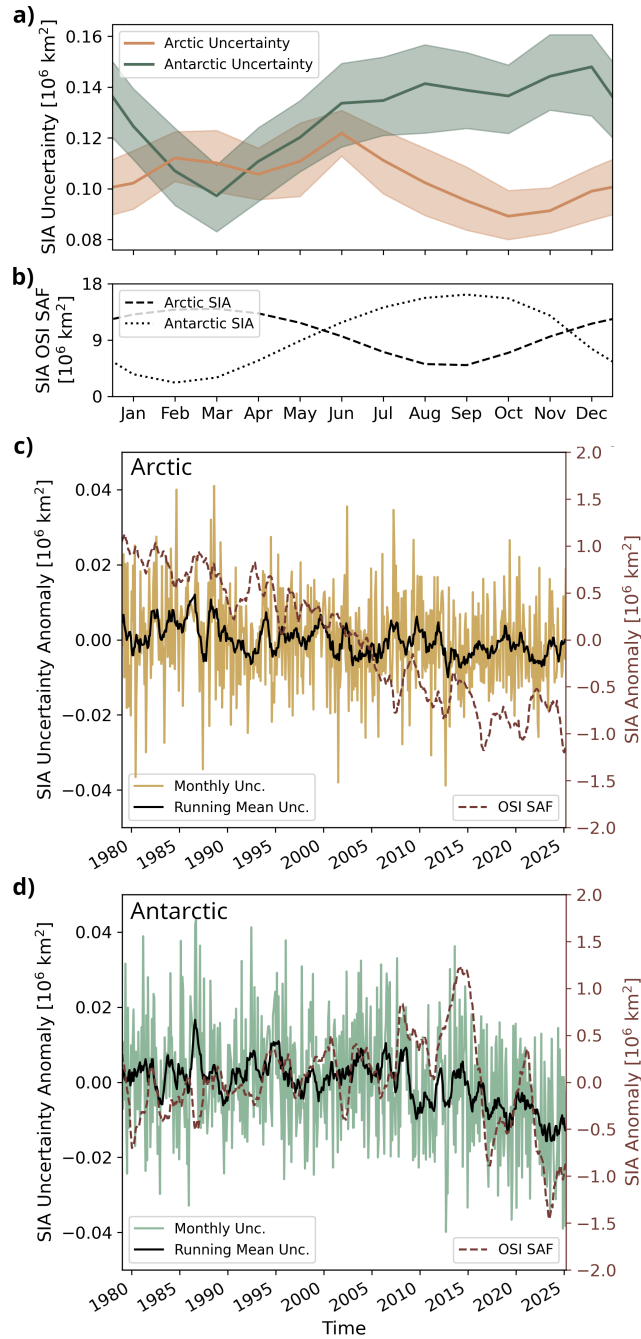 a)
SIA Uncertainty [10⁶ km²]
0.16
0.14
0.12
0.10
0.08
Arctic Uncertainty
Antarctic Uncertainty
b)
SIA OSI SAF
[10⁶ km²]
18
9
0
Arctic SIA
Antarctic SIA
Jan Feb Mar Apr May Jun Jul Aug Sep Oct Nov Dec
c)
Arctic
SIA Uncertainty Anomaly [10⁶ km²]
0.04
0.02
0.00
−0.02
−0.04
2.0
1.5
1.0
0.5
0.0
−0.5
−1.0
−1.5
−2.0
SIA Anomaly [10⁶ km²]
Monthly Unc.
Running Mean Unc.
OSI SAF
1980 1985 1990 1995 2000 2005 2010 2015 2020 2025
d)
Antarctic
SIA Uncertainty Anomaly [10⁶ km²]
0.04
0.02
0.00
−0.02
−0.04
2.0
1.5
1.0
0.5
0.0
−0.5
−1.0
−1.5
−2.0
SIA Anomaly [10⁶ km²]
Monthly Unc.
Running Mean Unc.
OSI SAF
1980 1985 1990 1995 2000 2005 2010 2015 2020 2025
Time